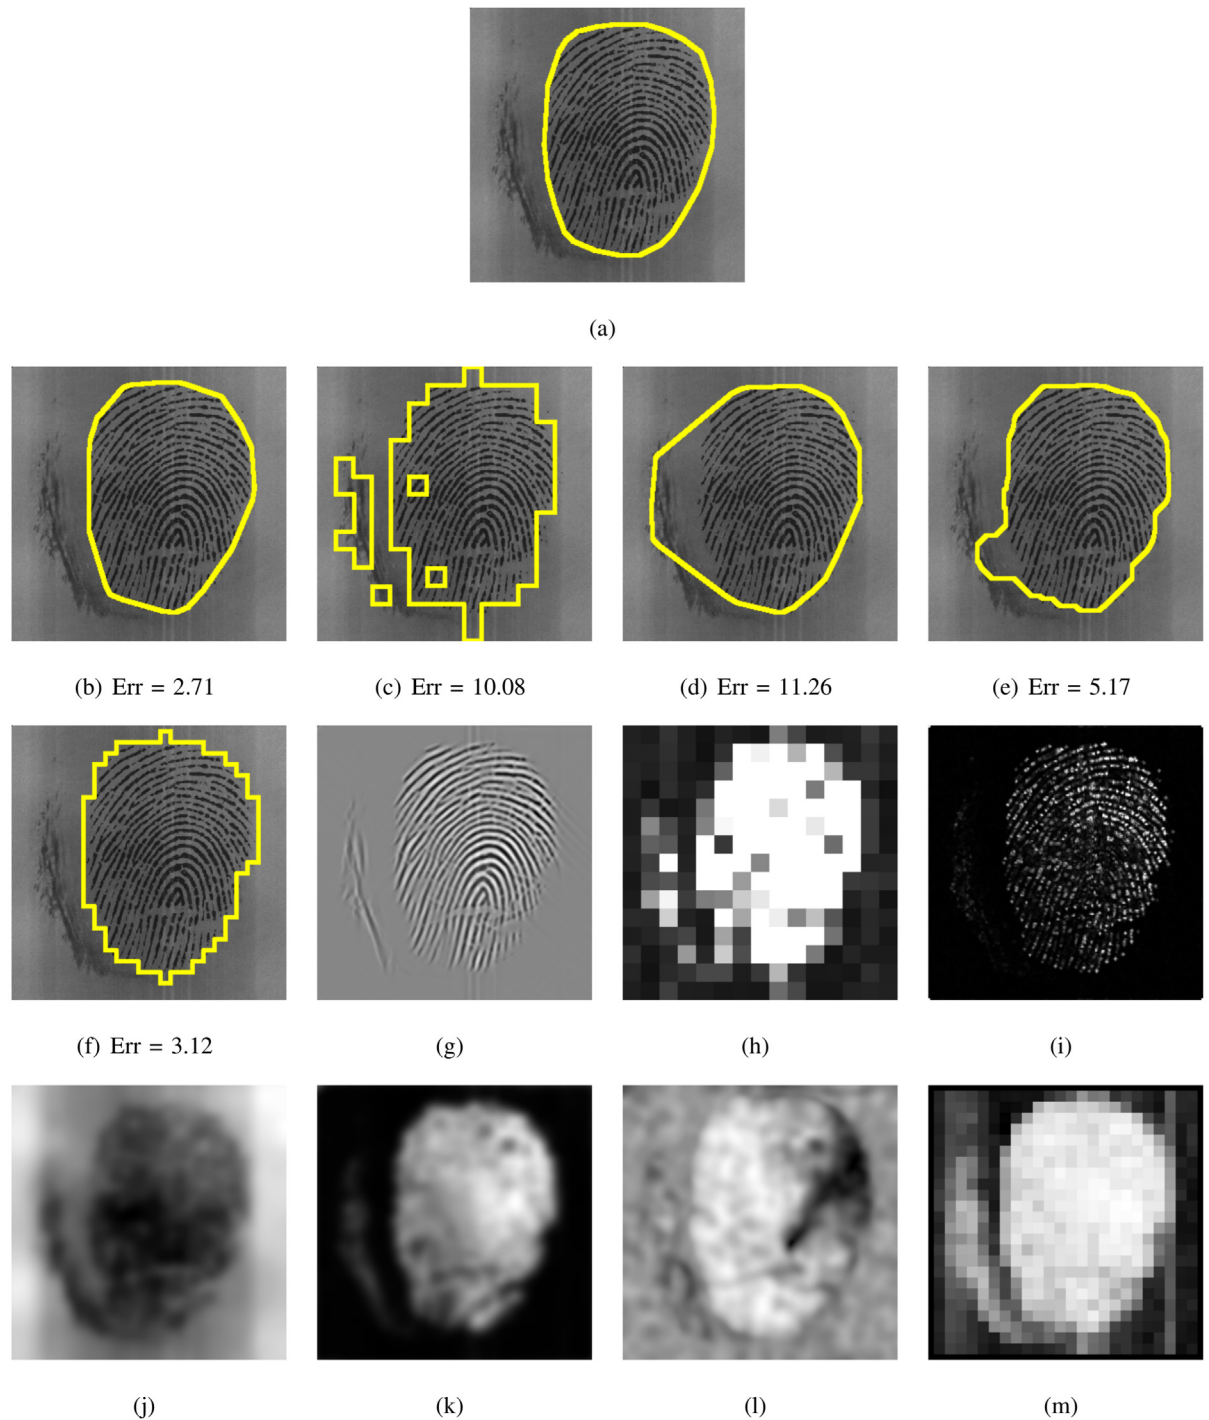 (a)
(b) Err = 2.71
(c) Err = 10.08
(d) Err = 11.26
(e) Err = 5.17
(f) Err = 3.12
(g)
(h)
(i)
(j)
(k)
(l)
(m)